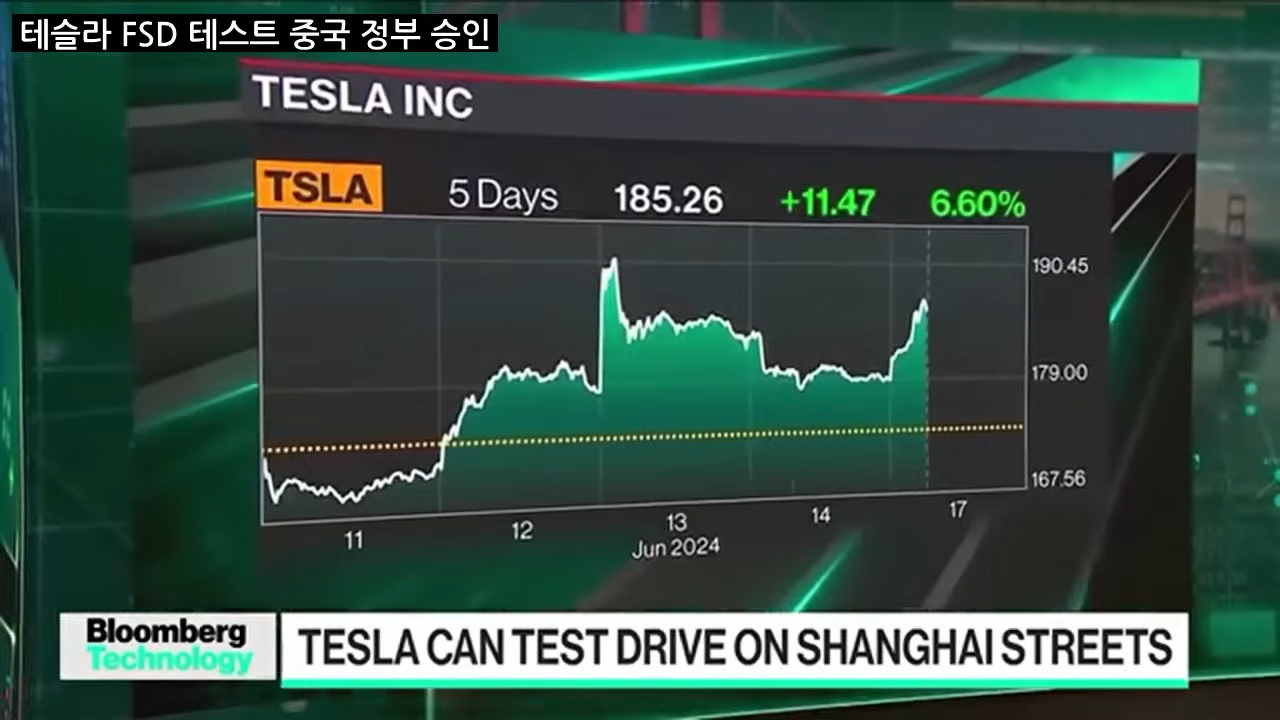 테슬라 FSD 테스트 중국 정부 승인
TESLA INC
TSLA 5 Days 185.26 +11.47 6.60%
190.45
179.00
167.56
11 12 13 14 17
Jun 2024
Bloomberg
Technology
TESLA CAN TEST DRIVE ON SHANGHAI STREETS